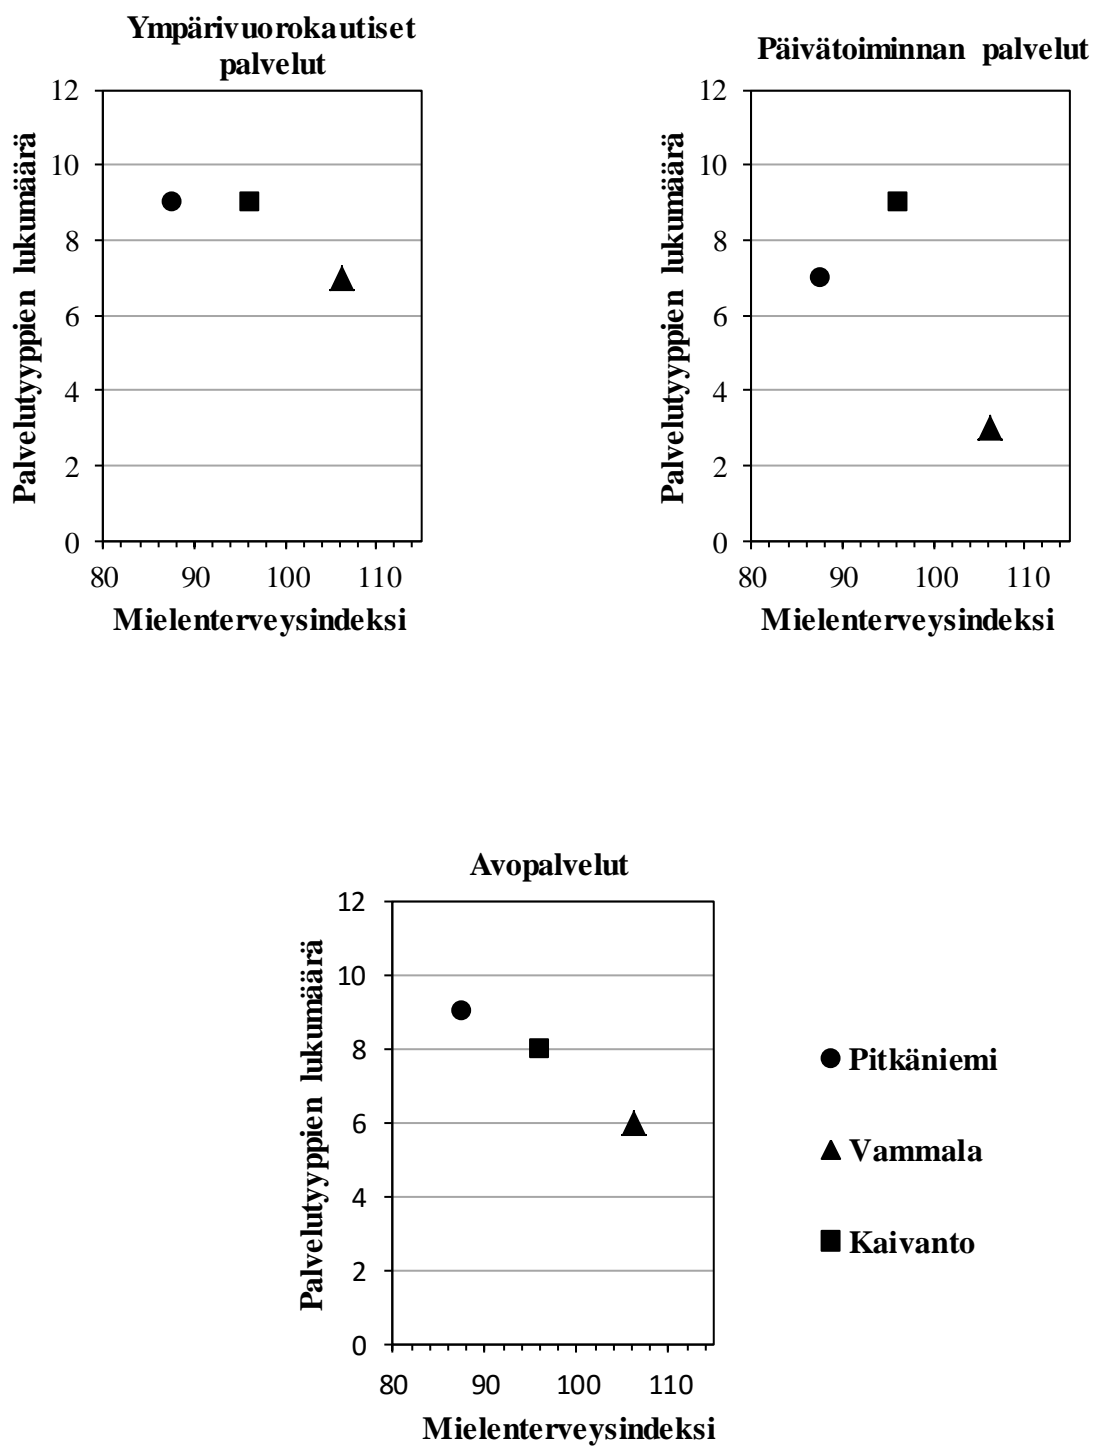 Ympärivuorokautiset
palvelut
Palvelutyyppien lukumäärä
12
10
8
6
4
2
0
80 90 100 110
Mielenterveysindeksi
Päivätoiminnan palvelut
Palvelutyyppien lukumäärä
12
10
8
6
4
2
0
80 90 100 110
Mielenterveysindeksi
Avopalvelut
Palvelutyyppien lukumäärä
12
10
8
6
4
2
0
80 90 100 110
Mielenterveysindeksi
Pitkäniemi
Vammala
Kaivanto